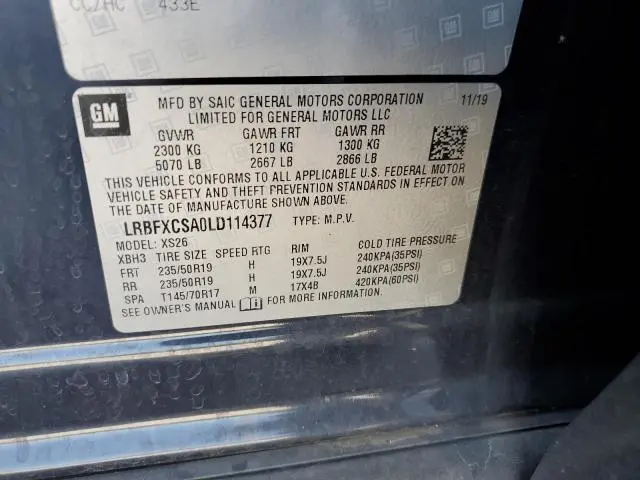 CCZHC 433E
GM MFD BY SAIC GENERAL MOTORS CORPORATION 11/19
LIMITED FOR GENERAL MOTORS LLC
GVWR GAWR FRT GAWR RR
2300 KG 1210 KG 1300 KG
5070 LB 2667 LB 2866 LB
THIS VEHICLE CONFORMS TO ALL APPLICABLE U.S. FEDERAL MOTOR
VEHICLE SAFETY AND THEFT PREVENTION STANDARDS IN EFFECT ON
THE DATE OF MANUFACTURE SHOWN ABOVE.
LRBFXCSA0LD114377 TYPE: M.P.V.
MODEL: XS26
XBH3 TIRE SIZE SPEED RTG RIM COLD TIRE PRESSURE
FRT 235/50R19 H 19X7.5J 240KPA(35PSI)
RR 235/50R19 H 19X7.5J 240KPA(35PSI)
SPA T145/70R17 M 17X4B 420KPA(60PSI)
SEE OWNER'S MANUAL FOR MORE INFORMATION